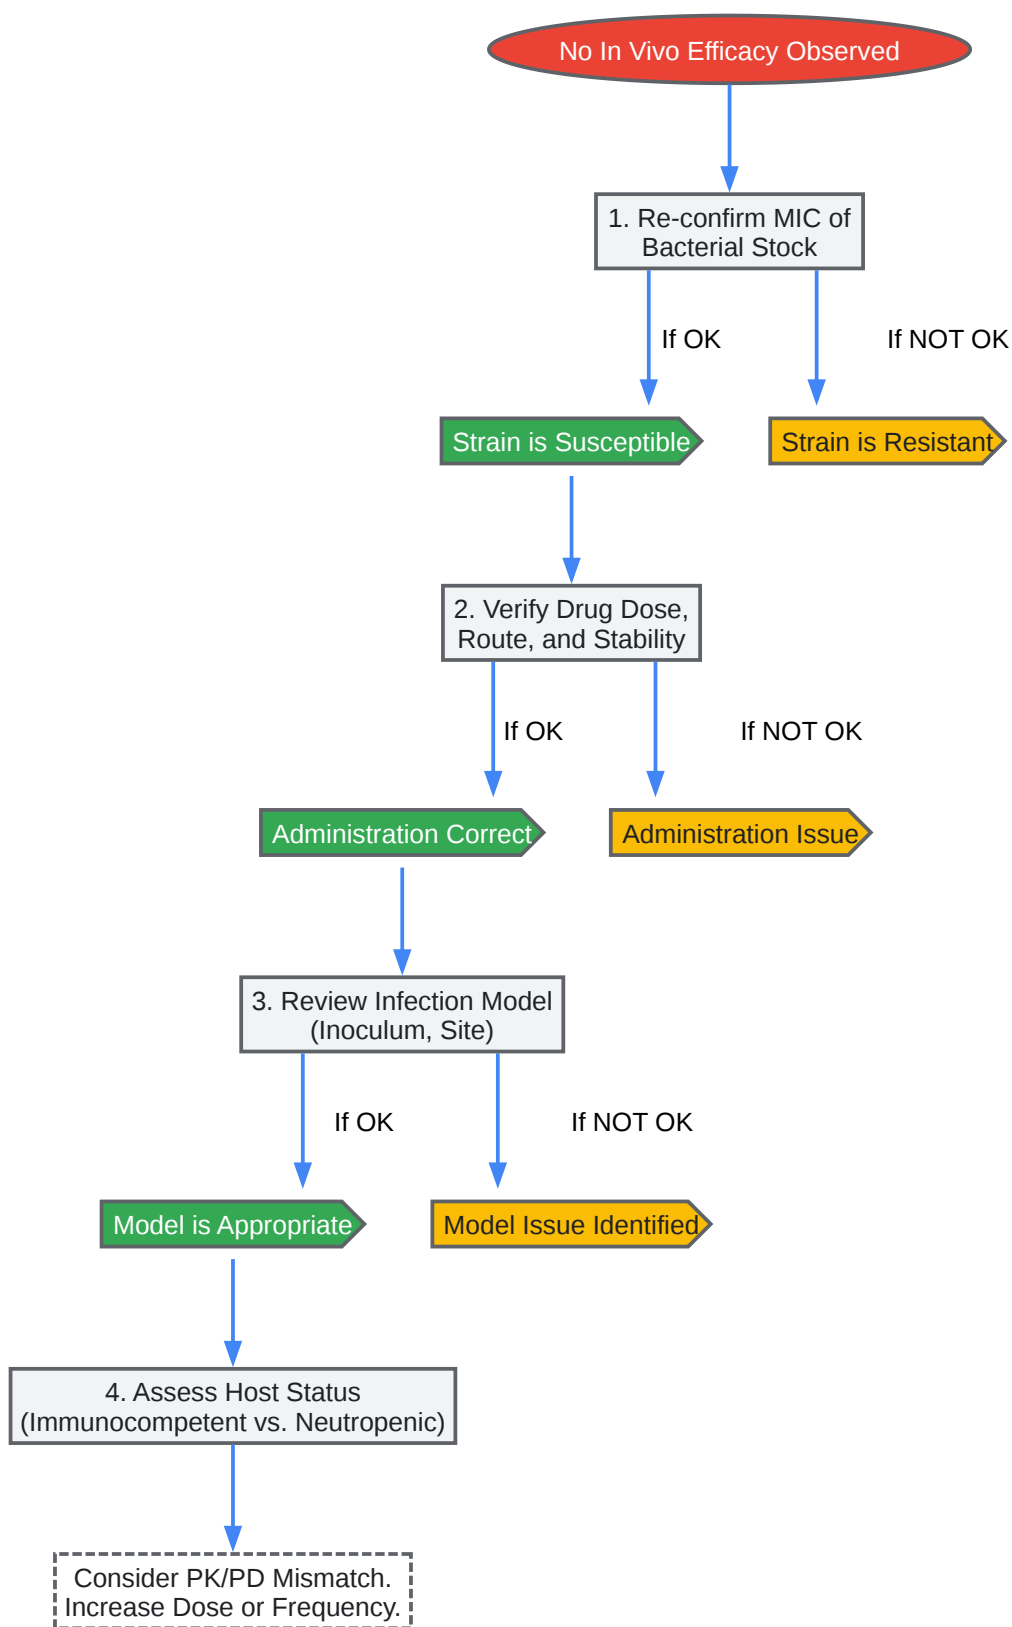 No In Vivo Efficacy Observed
1. Re-confirm MIC of
Bacterial Stock
If OK
If NOT OK
Strain is Susceptible
Strain is Resistant
2. Verify Drug Dose,
Route, and Stability
If OK
If NOT OK
Administration Correct
Administration Issue
3. Review Infection Model
(Inoculum, Site)
If OK
If NOT OK
Model is Appropriate
Model Issue Identified
4. Assess Host Status
(Immunocompetent vs. Neutropenic)
Consider PK/PD Mismatch.
Increase Dose or Frequency.